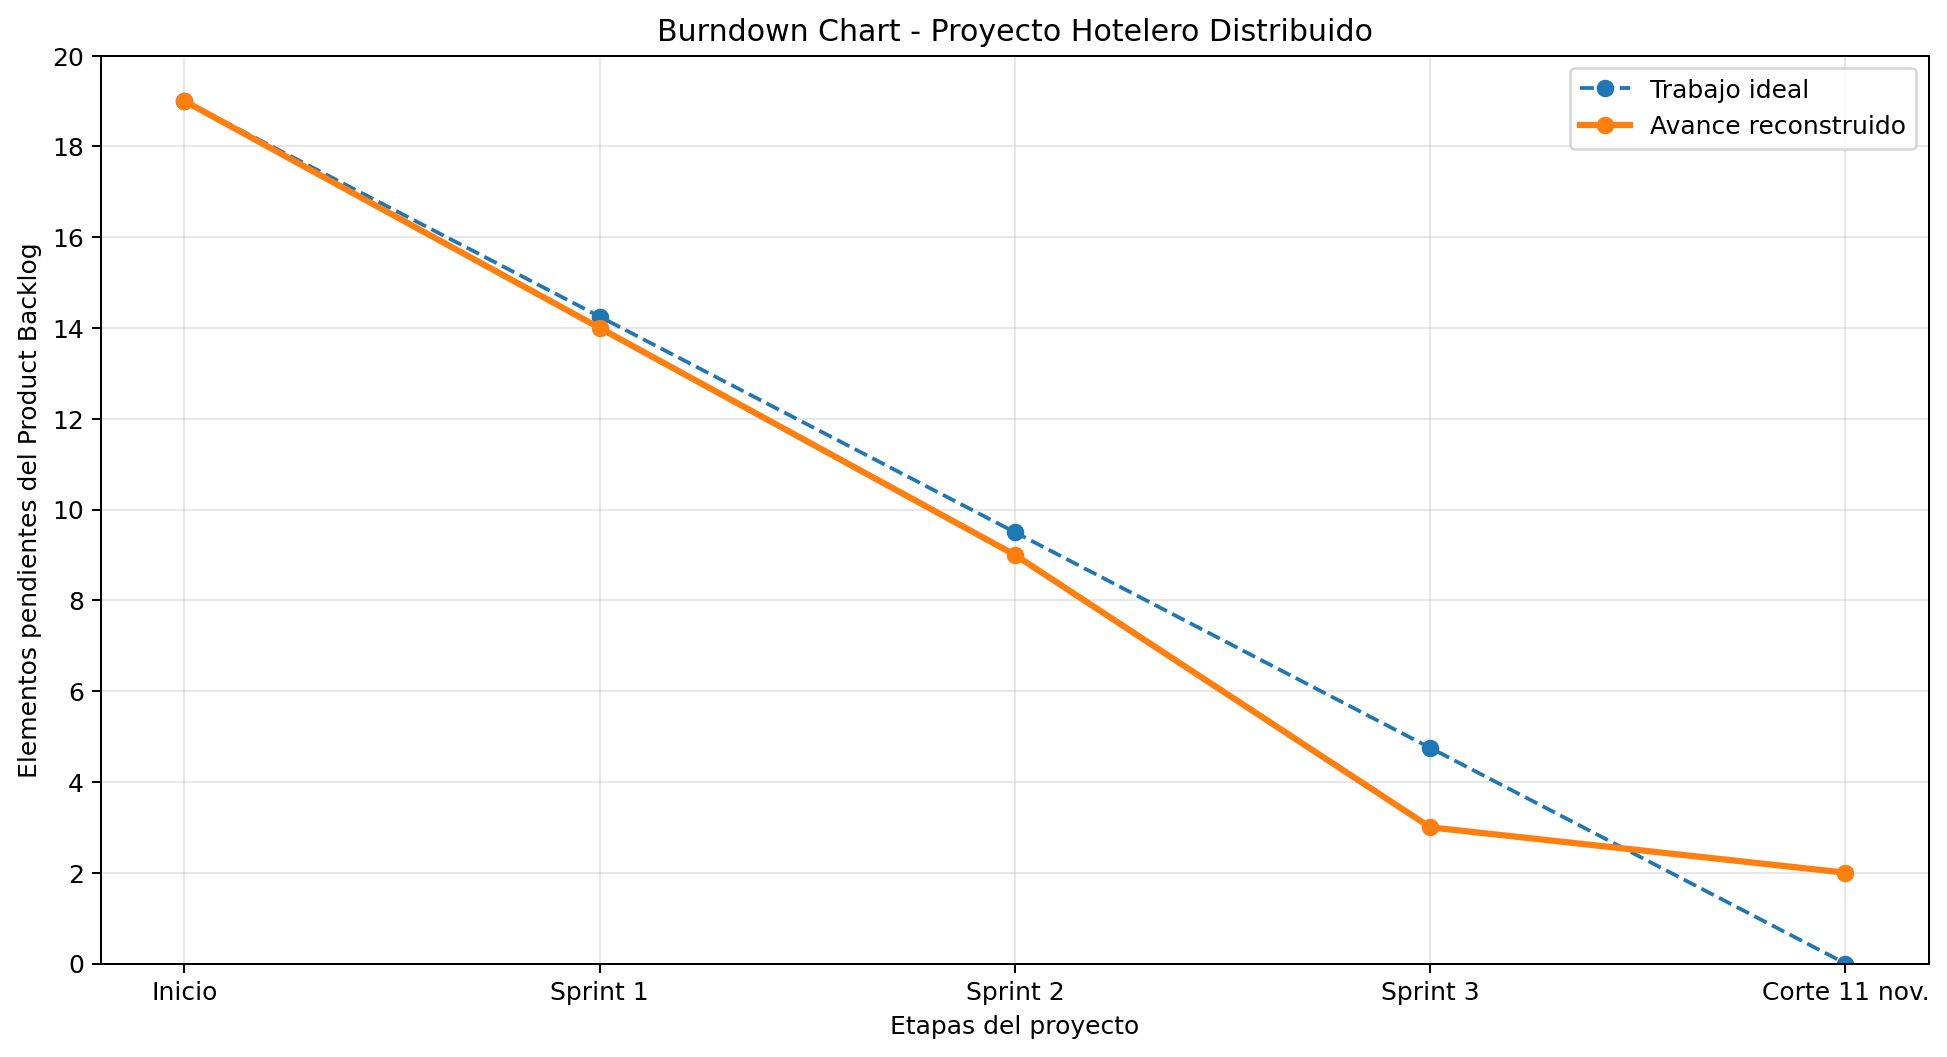 Burndown Chart - Proyecto Hotelero Distribuido
Trabajo ideal
Avance reconstruido
Elementos pendientes del Product Backlog
20
18
16
14
12
10
8
6
4
2
0
Inicio
Sprint 1
Sprint 2
Sprint 3
Corte 11 nov.
Etapas del proyecto